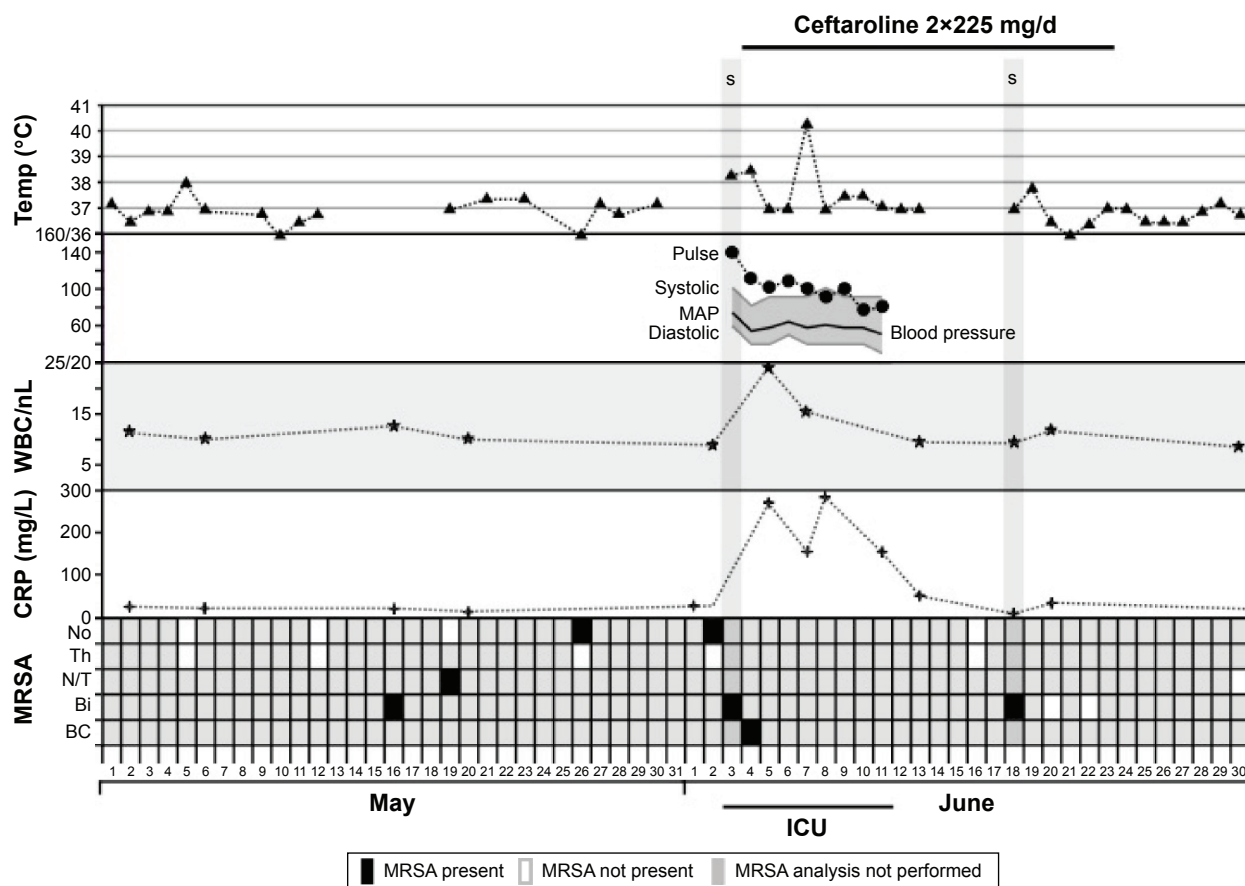 Ceftaroline 2×225 mg/d
s s
Temp (°C)
41
40
39
38
37
160/36
140
100
60
25/20
Pulse
Systolic
MAP
Diastolic
Blood pressure
WBC/nL
15
5
300
CRP (mg/L)
200
100
0
MRSA
No
Th
N/T
Bi
BC
1 2 3 4 5 6 7 8 9 10 11 12 13 14 15 16 17 18 19 20 21 22 23 24 25 26 27 28 29 30 31 1 2 3 4 5 6 7 8 9 10 11 12 13 14 15 16 17 18 19 20 21 22 23 24 25 26 27 28 29 30
May June
ICU
MRSA present MRSA not present MRSA analysis not performed